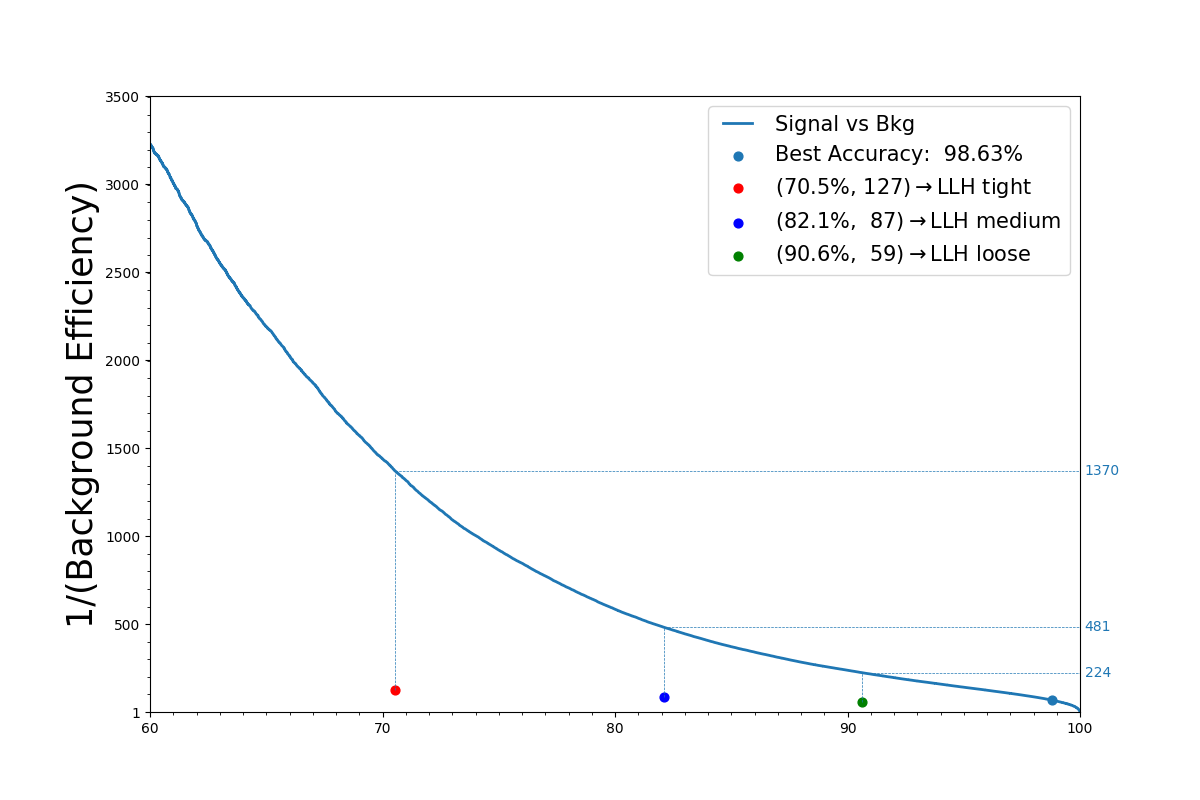 3500
3000
2500
2000
1500
1000
500
1
1/(Background Efficiency)
Signal vs Bkg
Best Accuracy:  98.63%
(70.5%, 127)→LLH tight
(82.1%,  87)→LLH medium
(90.6%,  59)→LLH loose
1370
481
224
60
70
80
90
100